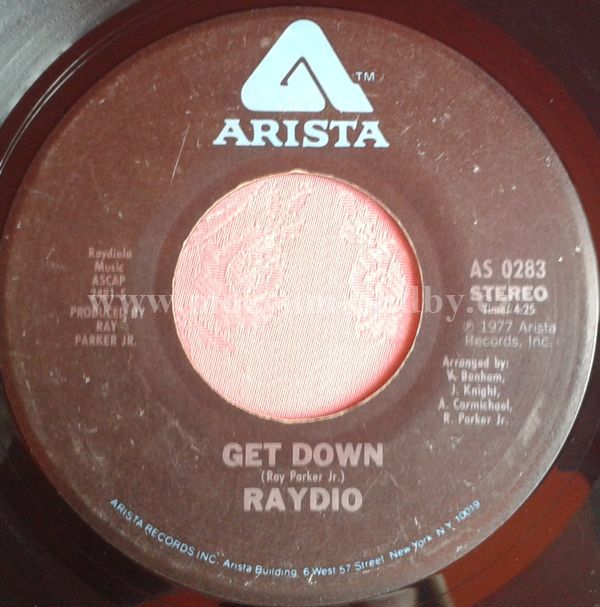 TM
ARISTA
Raydiola
Music
ASCAP
PRODUCED BY
RAY
PARKER JR.
AS 0283
STEREO
Time: 4:25
℗ 1977 Arista
Records, Inc.
Arranged by:
V. Bonham,
J. Knight,
A. Carmichael,
R. Parker Jr.
GET DOWN
(Ray Parker Jr.)
RAYDIO
ARISTA RECORDS INC. Arista Building, 6 West 57 Street New York N.Y. 10019